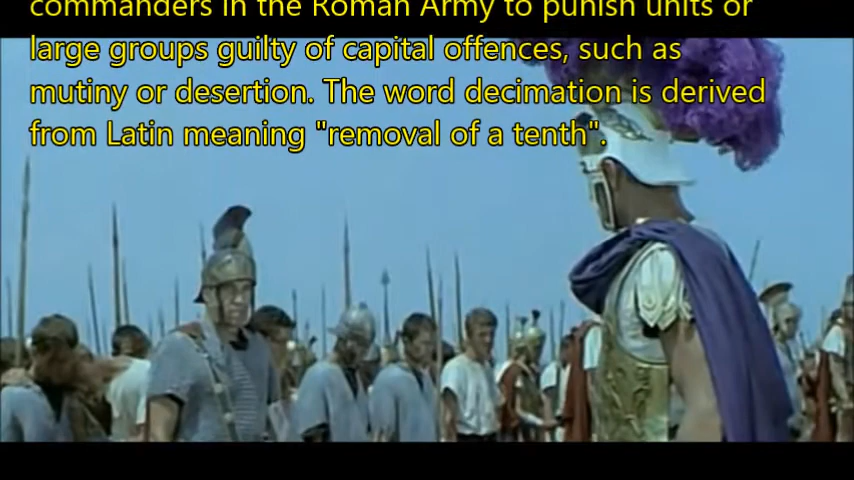 commanders in the Roman Army to punish units or
large groups guilty of capital offences, such as
mutiny or desertion. The word decimation is derived
from Latin meaning "removal of a tenth".